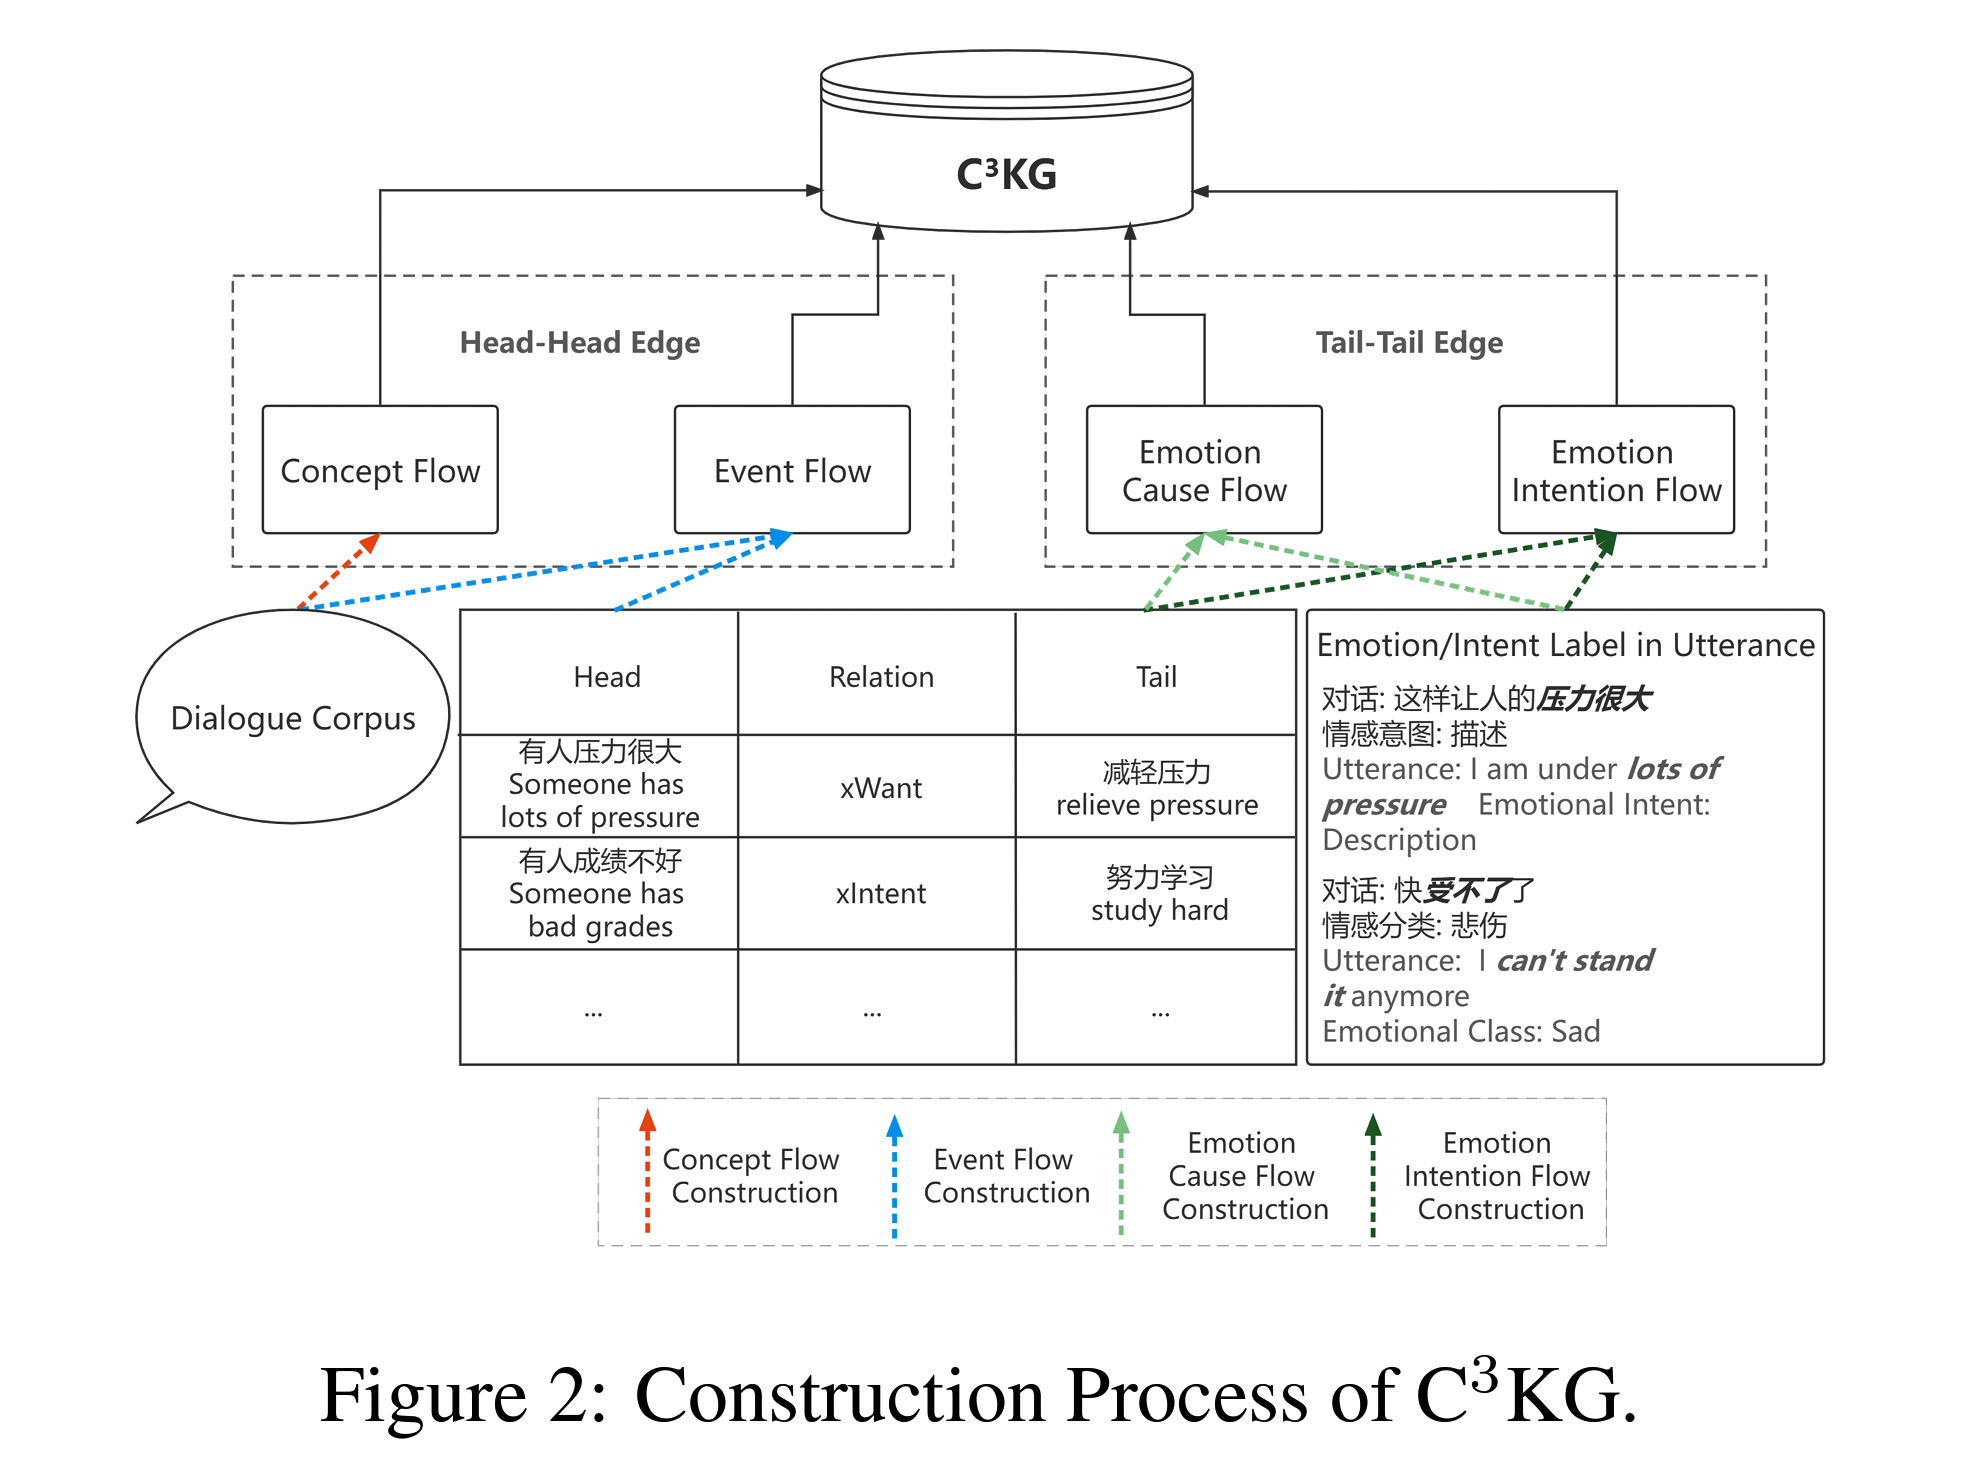 C³KG
Head-Head Edge
Tail-Tail Edge
Concept Flow
Event Flow
Emotion
Cause Flow
Emotion
Intention Flow
Dialogue Corpus
Head
Relation
Tail
有人压力很大
Someone has
lots of pressure
xWant
减轻压力
relieve pressure
有人成绩不好
Someone has
bad grades
xIntent
努力学习
study hard
...
...
...
Emotion/Intent Label in Utterance
对话: 这样让人的压力很大
情感意图: 描述
Utterance: I am under lots of
pressure Emotional Intent:
Description
对话: 快受不了了
情感分类: 悲伤
Utterance: I can't stand
it anymore
Emotional Class: Sad
Concept Flow
Construction
Event Flow
Construction
Emotion
Cause Flow
Construction
Emotion
Intention Flow
Construction
Figure 2: Construction Process of C³KG.